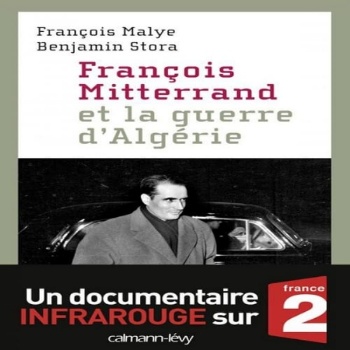 François Malye
Benjamin Stora
François
Mitterrand
et la guerre
d'Algérie
Un documentaire
INFRAROUGE sur
france
2
calmann-lévy